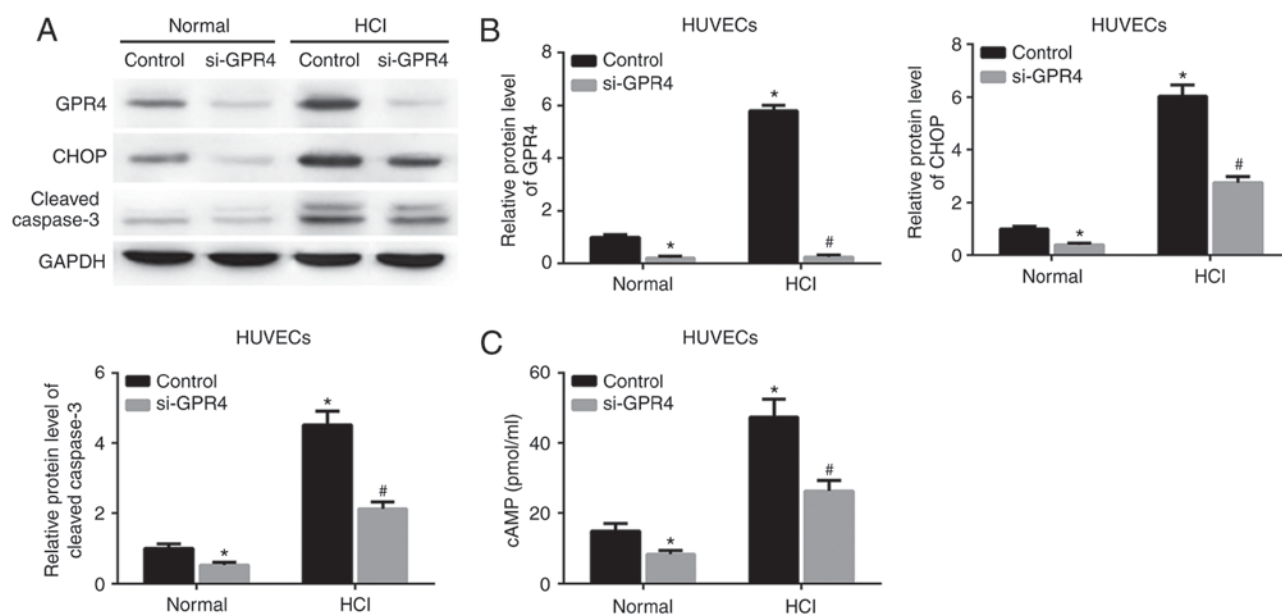 A
Normal
HCl
Control
si-GPR4
Control
si-GPR4
GPR4
CHOP
Cleaved
caspase-3
GAPDH
B
HUVECs
Relative protein level
of GPR4
8
6
4
2
0
Control
si-GPR4
*
*
#
Normal
HCl
HUVECs
Relative protein level
of CHOP
8
6
4
2
0
Control
si-GPR4
*
*
#
Normal
HCl
HUVECs
Relative protein level of
cleaved caspase-3
6
4
2
0
Control
si-GPR4
*
*
#
Normal
HCl
C
HUVECs
cAMP (pmol/ml)
60
40
20
0
Control
si-GPR4
*
*
#
Normal
HCl